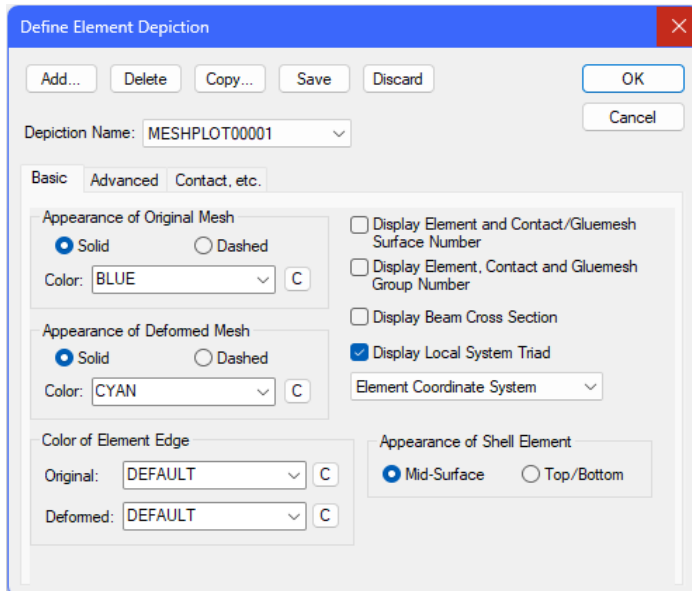 Define Element Depiction
Add... Delete Copy... Save Discard OK
Cancel
Depiction Name: MESHPLOT00001
Basic Advanced Contact, etc.
Appearance of Original Mesh
Solid Dashed
Color: BLUE C
Appearance of Deformed Mesh
Solid Dashed
Color: CYAN C
Display Element and Contact/Gluemesh
Surface Number
Display Element, Contact and Gluemesh
Group Number
Display Beam Cross Section
Display Local System Triad
Element Coordinate System
Color of Element Edge
Original: DEFAULT C
Deformed: DEFAULT C
Appearance of Shell Element
Mid-Surface Top/Bottom